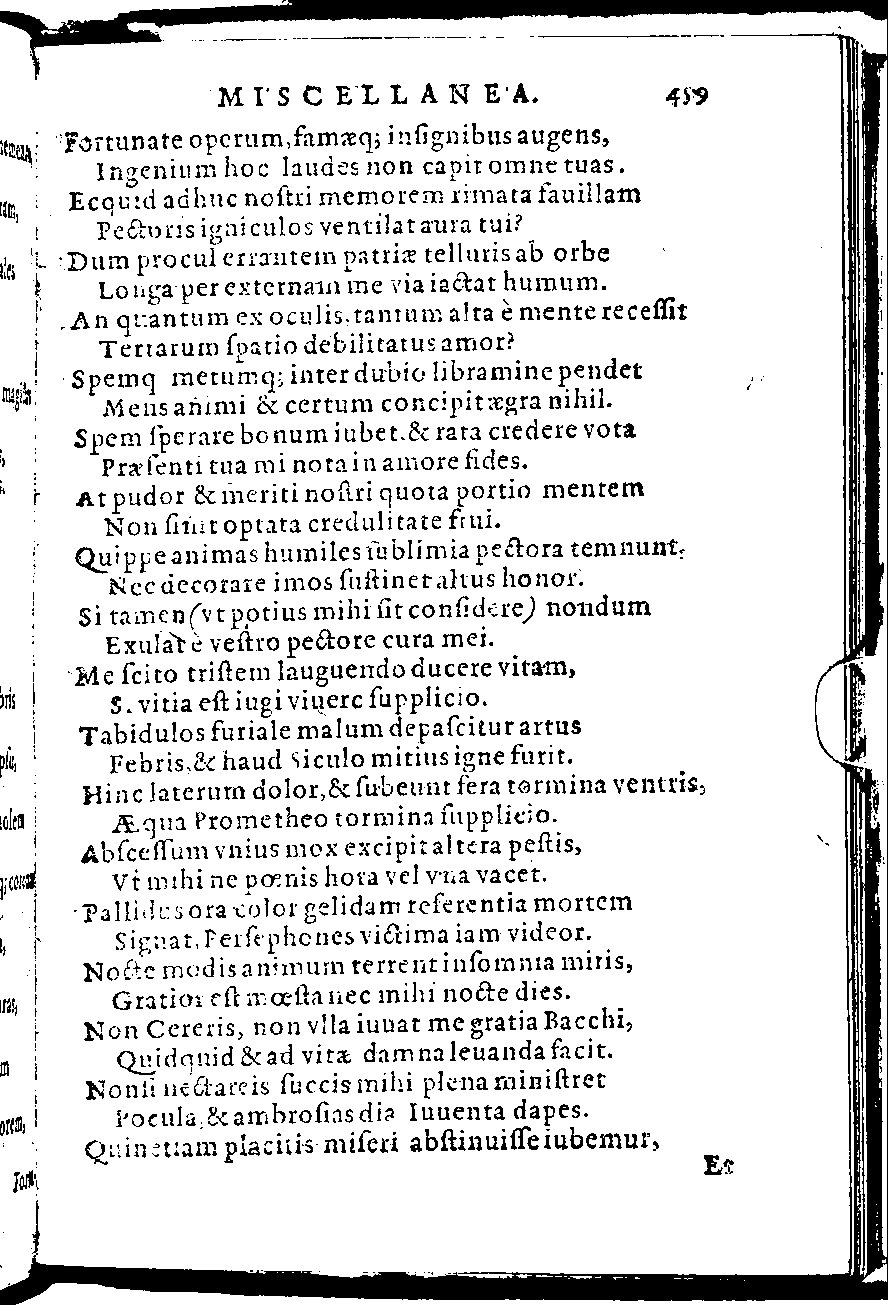 MISCELLANEA. 459
Fortunate operum, famæq; inſignibus augens,
Ingenium hoc laudes non capit omne tuas.
Ecquid adhuc noſtri memorem rimata fauillam
Pectoris igniculos ventilat aura tui?
Dum procul errantem patriæ telluris ab orbe
Longa per externam me via iactat humum.
An quantum ex oculis, tantum alta è mente receſſit
Terrarum ſpatio debilitatus amor?
Spemq metumq; inter dubio libramine pendet
Mens animi & certum concipit ægra nihil.
Spem ſperare bonum iubet, & rata credere vota
Præſenti tua mi nota in amore fides.
At pudor & meriti noſtri quota portio mentem
Non ſinit optata credulitate frui.
Quippe animas humiles ſublimia pectora temnunt,
Nec decorare imos ſuſtinet altus honor.
Si tamen (vt potius mihi ſit confidere) nondum
Exulat è veſtro pectore cura mei.
Me ſcito triſtem lauguendo ducere vitam,
S. vitia eſt iugi viuere ſupplicio.
Tabidulos furiale malum depaſcitur artus
Febris, & haud Siculo mitius igne furit.
Hinc laterum dolor, & ſubeunt fera tormina ventris,
Æqua Prometheo tormina ſupplicio.
Abſceſſum vnius mox excipit altera peſtis,
Vt mihi ne pœnis hora vel vna vacet.
Pallidus ora color gelidam referentia mortem
Signat, Perſephones victima iam videor.
Nocte modis animum terrent inſomnia miris,
Gratior eſt mœſta nec mihi nocte dies.
Non Cereris, non vlla iuuat me gratia Bacchi,
Quidquid & ad vitæ damna leuanda facit.
Non ſi nectareis ſuccis mihi plena miniſtret
Pocula, & ambroſias dia Iuuenta dapes.
Quin etiam placitis miſeri abſtinuiſſe iubemur,
Et